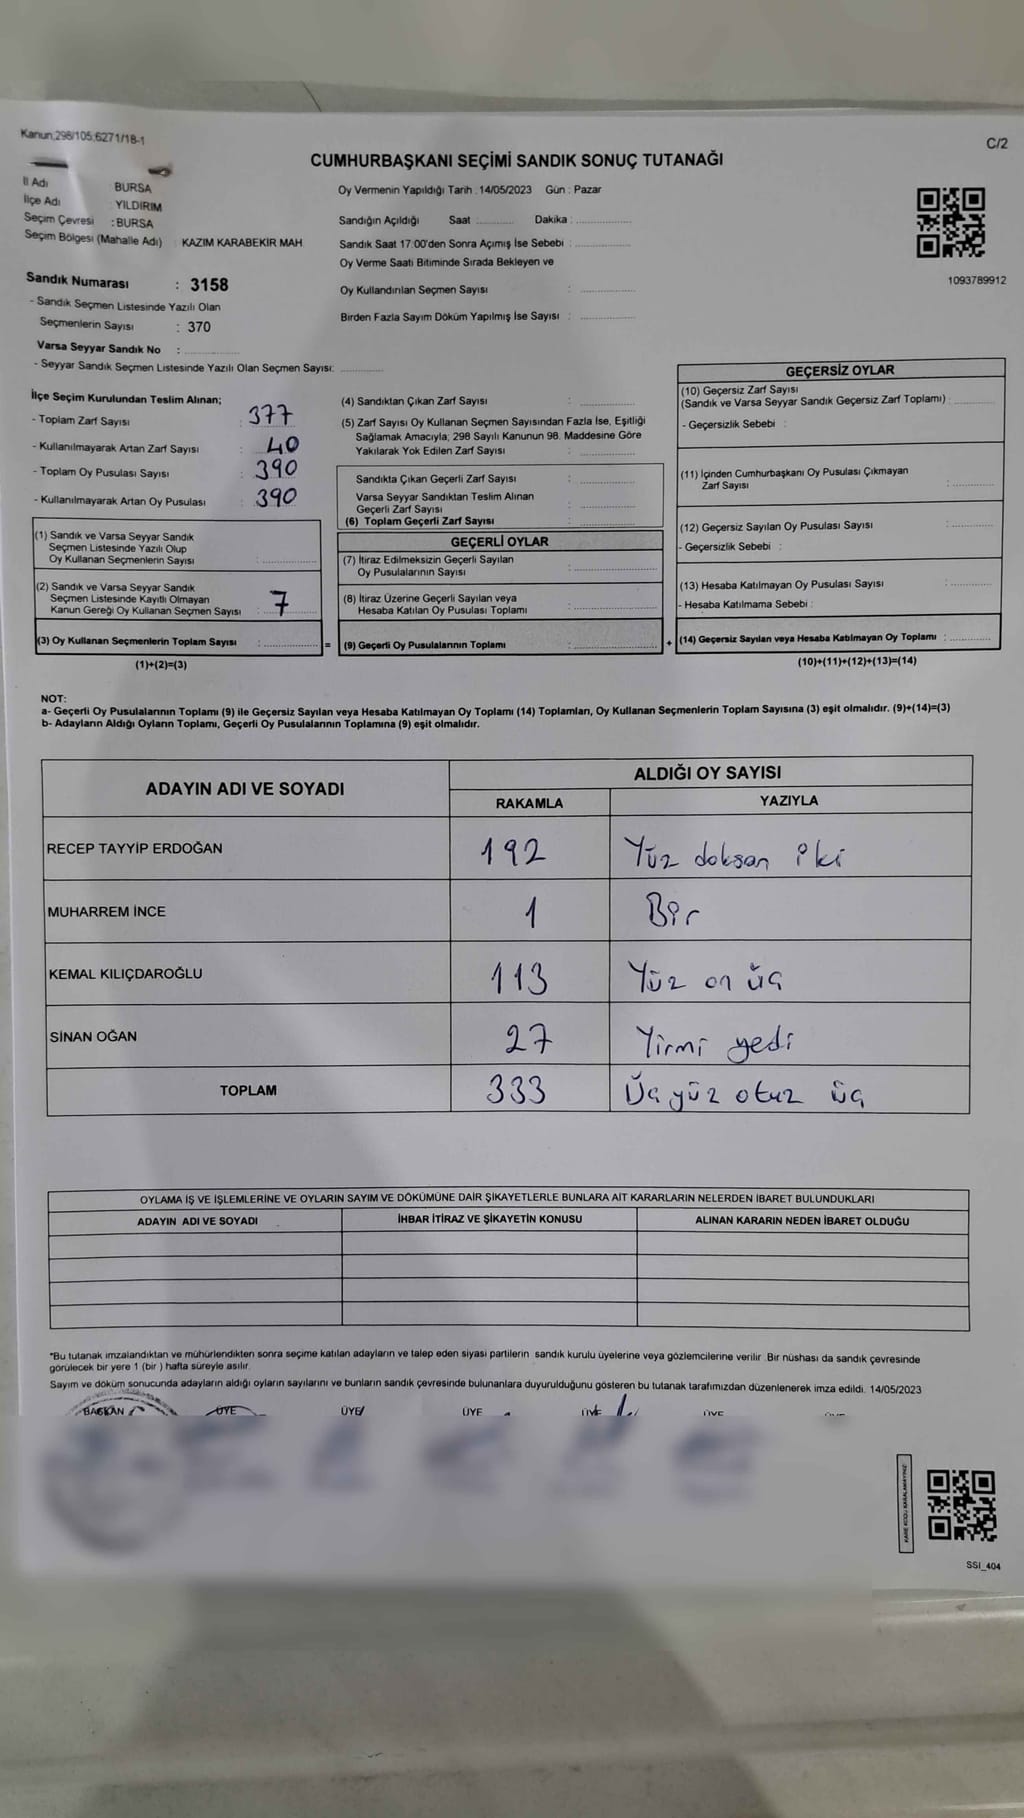 Kanun;298/105;6271/18-1
C/2
CUMHURBAŞKANI SEÇİMİ SANDIK SONUÇ TUTANAĞI
İl Adı : BURSA
İlçe Adı : YILDIRIM
Seçim Çevresi : BURSA
Seçim Bölgesi (Mahalle Adı) : KAZIM KARABEKİR MAH.
Sandık Numarası : 3158
- Sandık Seçmen Listesinde Yazılı Olan
Seçmenlerin Sayısı : 370
Varsa Seyyar Sandık No : ................
- Seyyar Sandık Seçmen Listesinde Yazılı Olan Seçmen Sayısı: ............
Oy Vermenin Yapıldığı Tarih : 14/05/2023 Gün : Pazar
Sandığın Açıldığı Saat ............ Dakika : ................
Sandık Saat 17:00'den Sonra Açımış İse Sebebi : ................
Oy Verme Saati Bitiminde Sırada Bekleyen ve
Oy Kullandırılan Seçmen Sayısı : ................
Birden Fazla Sayım Döküm Yapılmış İse Sayısı : ................
1093789912
İlçe Seçim Kurulundan Teslim Alınan;
- Toplam Zarf Sayısı : 377
- Kullanılmayarak Artan Zarf Sayısı : 40
- Toplam Oy Pusulası Sayısı : 390
- Kullanılmayarak Artan Oy Pusulası : 390
(1) Sandık ve Varsa Seyyar Sandık
Seçmen Listesinde Yazılı Olup
Oy Kullanan Seçmenlerin Sayısı : ................
(2) Sandık ve Varsa Seyyar Sandık
Seçmen Listesinde Kayıtlı Olmayan
Kanun Gereği Oy Kullanan Seçmen Sayısı : 7
(3) Oy Kullanan Seçmenlerin Toplam Sayısı : ................ =
(1)+(2)=(3)
(4) Sandıktan Çıkan Zarf Sayısı : ................
(5) Zarf Sayısı Oy Kullanan Seçmen Sayısından Fazla İse, Eşitliği
Sağlamak Amacıyla; 298 Sayılı Kanunun 98. Maddesine Göre
Yakılarak Yok Edilen Zarf Sayısı : ................
Sandıkta Çıkan Geçerli Zarf Sayısı : ................
Varsa Seyyar Sandıktan Teslim Alınan
Geçerli Zarf Sayısı : ................
(6) Toplam Geçerli Zarf Sayısı : ................
GEÇERLİ OYLAR
(7) İtiraz Edilmeksizin Geçerli Sayılan
Oy Pusulalarının Sayısı : ................
(8) İtiraz Üzerine Geçerli Sayılan veya
Hesaba Katılan Oy Pusulası Toplamı : ................
(9) Geçerli Oy Pusulalarının Toplamı : ................ +
GEÇERSİZ OYLAR
(10) Geçersiz Zarf Sayısı
(Sandık ve Varsa Seyyar Sandık Geçersiz Zarf Toplamı) : ............
- Geçersizlik Sebebi :
(11) İçinden Cumhurbaşkanı Oy Pusulası Çıkmayan
Zarf Sayısı : ............
(12) Geçersiz Sayılan Oy Pusulası Sayısı : ............
- Geçersizlik Sebebi :
(13) Hesaba Katılmayan Oy Pusulası Sayısı : ............
- Hesaba Katılmama Sebebi :
(14) Geçersiz Sayılan veya Hesaba Katılmayan Oy Toplamı : ............
(10)+(11)+(12)+(13)=(14)
NOT:
a- Geçerli Oy Pusulalarının Toplamı (9) ile Geçersiz Sayılan veya Hesaba Katılmayan Oy Toplamı (14) Toplamları, Oy Kullanan Seçmenlerin Toplam Sayısına (3) eşit olmalıdır. (9)+(14)=(3)
b- Adayların Aldığı Oyların Toplamı, Geçerli Oy Pusulalarının Toplamına (9) eşit olmalıdır.
ADAYIN ADI VE SOYADI
ALDIĞI OY SAYISI
RAKAMLA YAZIYLA
RECEP TAYYİP ERDOĞAN 192 Yüz doksan iki
MUHARREM İNCE 1 Bir
KEMAL KILIÇDAROĞLU 113 Yüz on üç
SİNAN OĞAN 27 Yirmi yedi
TOPLAM 333 Üç yüz otuz üç
OYLAMA İŞ VE İŞLEMLERİNE VE OYLARIN SAYIM VE DÖKÜMÜNE DAİR ŞİKAYETLERLE BUNLARA AİT KARARLARIN NELERDEN İBARET BULUNDUKLARI
ADAYIN ADI VE SOYADI İHBAR İTİRAZ VE ŞİKAYETİN KONUSU ALINAN KARARIN NEDEN İBARET OLDUĞU
*Bu tutanak imzalandıktan ve mühürlendikten sonra seçime katılan adayların ve talep eden siyasi partilerin sandık kurulu üyelerine veya gözlemcilerine verilir. Bir nüshası da sandık çevresinde
görülecek bir yere 1 (bir ) hafta süreyle asılır.
Sayım ve döküm sonucunda adayların aldığı oyların sayılarını ve bunların sandık çevresinde bulunanlara duyurulduğunu gösteren bu tutanak tarafımızdan düzenlenerek imza edildi. 14/05/2023
BAŞKAN ÜYE ÜYE ÜYE ÜYE ÜYE
KARE KODU KARALAMAYINIZ
SSI_404